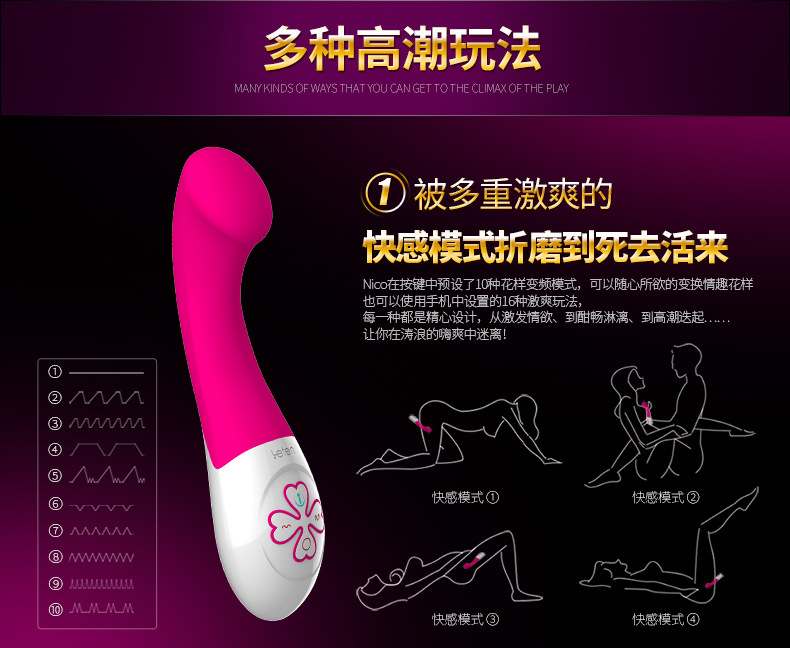 多种高潮玩法
MANY KINDS OF WAYS THAT YOU CAN GET TO THE CLIMAX OF THE PLAY
① 被多重激爽的
快感模式折磨到死去活来
Nico在按键中预设了10种花样变频模式，可以随心所欲的变换情趣花样
也可以使用手机中设置的16种激爽玩法，
每一种都是精心设计，从激发情欲、到酣畅淋漓、到高潮迭起……
让你在涛浪的嗨爽中迷离！
①
②
③
④
⑤
⑥
⑦
⑧
⑨
⑩
快感模式 ①
快感模式 ②
快感模式 ③
快感模式 ④